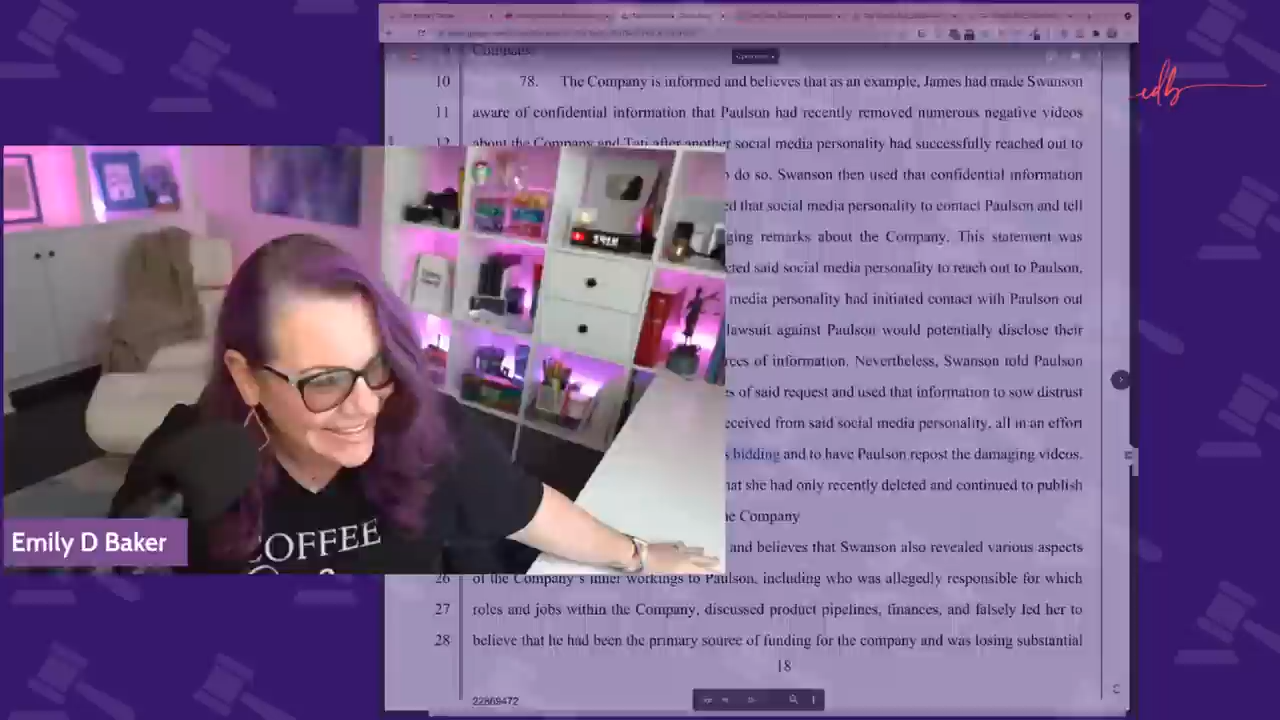 edb
10 78. The Company is informed and believes that as an example, James had made Swanson
11 aware of confidential information that Paulson had recently removed numerous negative videos
12 about the Company and Tati after another social media personality had successfully reached out to
do so. Swanson then used that confidential information
that social media personality to contact Paulson and tell
remarks about the Company. This statement was
said social media personality to reach out to Paulson,
media personality had initiated contact with Paulson out
lawsuit against Paulson would potentially disclose their
of information. Nevertheless, Swanson told Paulson
of said request and used that information to sow distrust
received from said social media personality, all in an effort
bidding and to have Paulson repost the damaging videos.
that she had only recently deleted and continued to publish
the Company
and believes that Swanson also revealed various aspects
26 of the Company's inner workings to Paulson, including who was allegedly responsible for which
27 roles and jobs within the Company, discussed product pipelines, finances, and falsely led her to
28 believe that he had been the primary source of funding for the company and was losing substantial
18
22869472
COFFEE
Emily D Baker